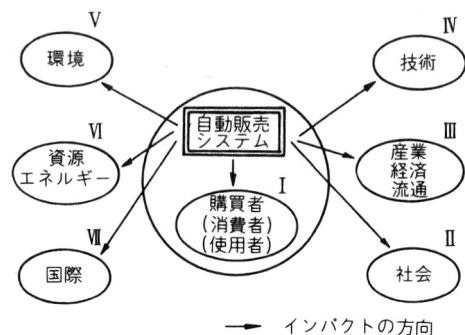 Ⅴ
環境
Ⅳ
技術
自動販売
システム
Ⅵ
資源
エネルギー
Ⅲ
産業
経済
流通
Ⅰ
購買者
(消費者)
(使用者)
Ⅶ
国際
Ⅱ
社会
インパクトの方向